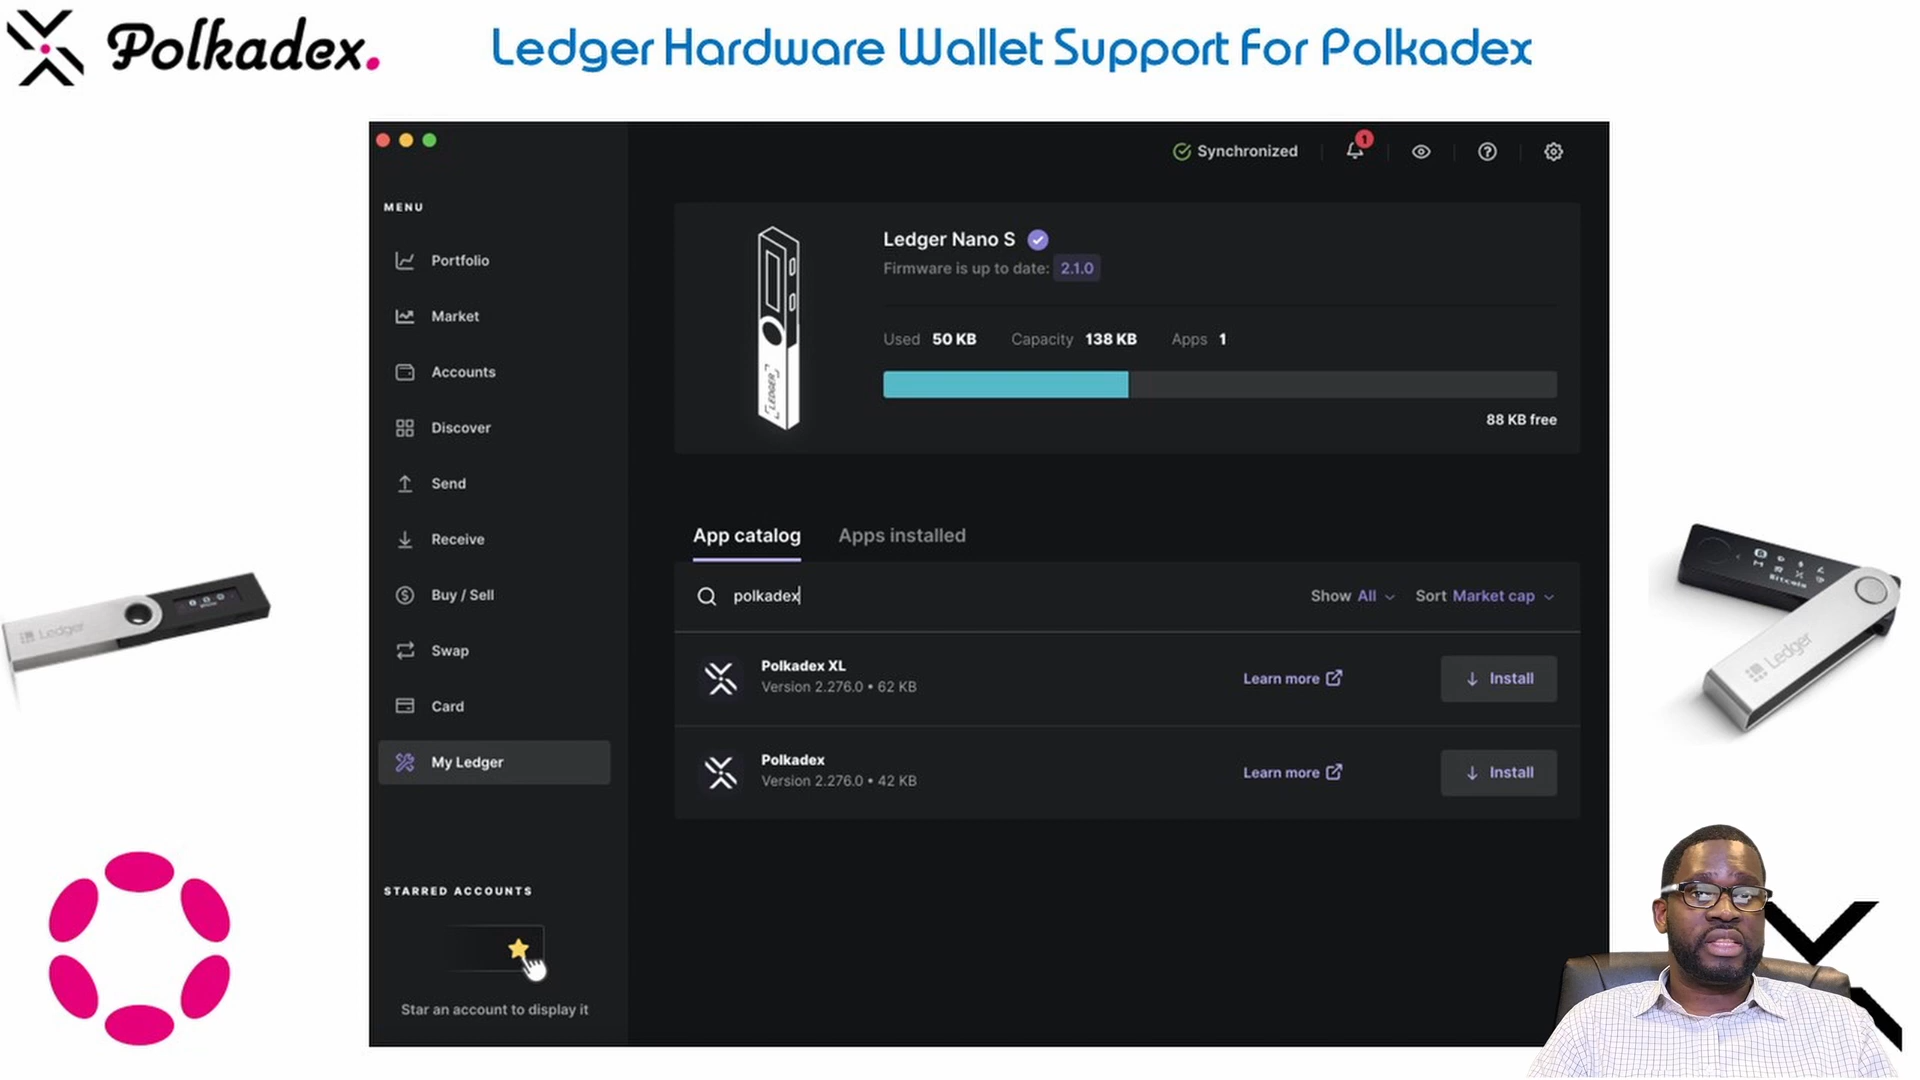 Polkadex.
Ledger Hardware Wallet Support For Polkadex
Synchronized
1
MENU
Portfolio
Market
Accounts
Discover
Send
Receive
Buy / Sell
Swap
Card
My Ledger
STARRED ACCOUNTS
Star an account to display it
LEDGER
Ledger Nano S
Firmware is up to date: 2.1.0
Used 50 KB Capacity 138 KB Apps 1
88 KB free
App catalog Apps installed
polkadex
Show All Sort Market cap
Polkadex XL
Version 2.276.0 • 62 KB
Learn more
Install
Polkadex
Version 2.276.0 • 42 KB
Learn more
Install
Ledger
Bitcoin
Ledger